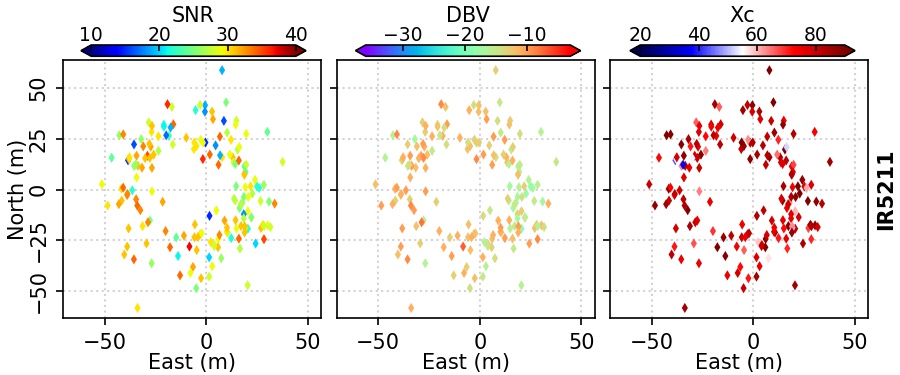 SNR DBV Xc
10 20 30 40 −30 −20 −10 20 40 60 80
50
25
0
−25
−50
North (m)
−50 0 50 −50 0 50 −50 0 50
East (m) East (m) East (m)
IR5211